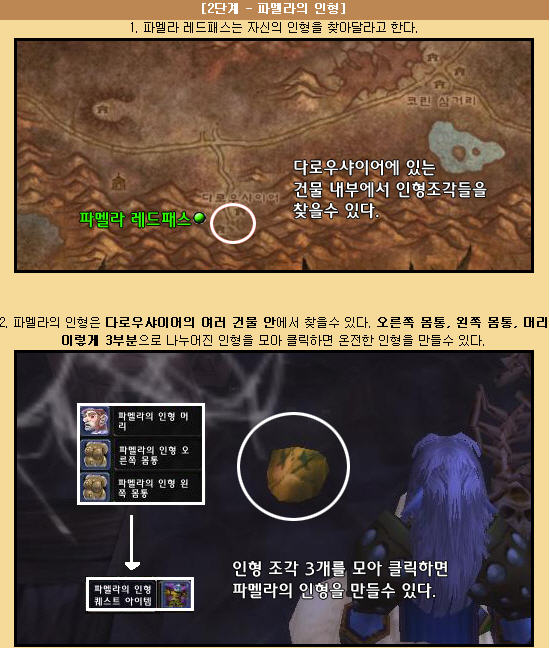 [2단계 - 파멜라의 인형]
1. 파멜라 레드패스는 자신의 인형을 찾아달라고 한다.
코린 삼거리
다로우샤이어에 있는
건물 내부에서 인형조각들을
찾을수 있다.
다로우샤이어
파멜라 레드패스
2. 파멜라의 인형은 다로우샤이어의 여러 건물 안에서 찾을수 있다. 오른쪽 몸통, 왼쪽 몸통, 머리
이렇게 3부분으로 나누어진 인형을 모아 클릭하면 온전한 인형을 만들수 있다.
파멜라의 인형 머
리
파멜라의 인형 오
른쪽 몸통
파멜라의 인형 왼
쪽 몸통
인형 조각 3개를 모아 클릭하면
파멜라의 인형을 만들수 있다.
파멜라의 인형
퀘스트 아이템